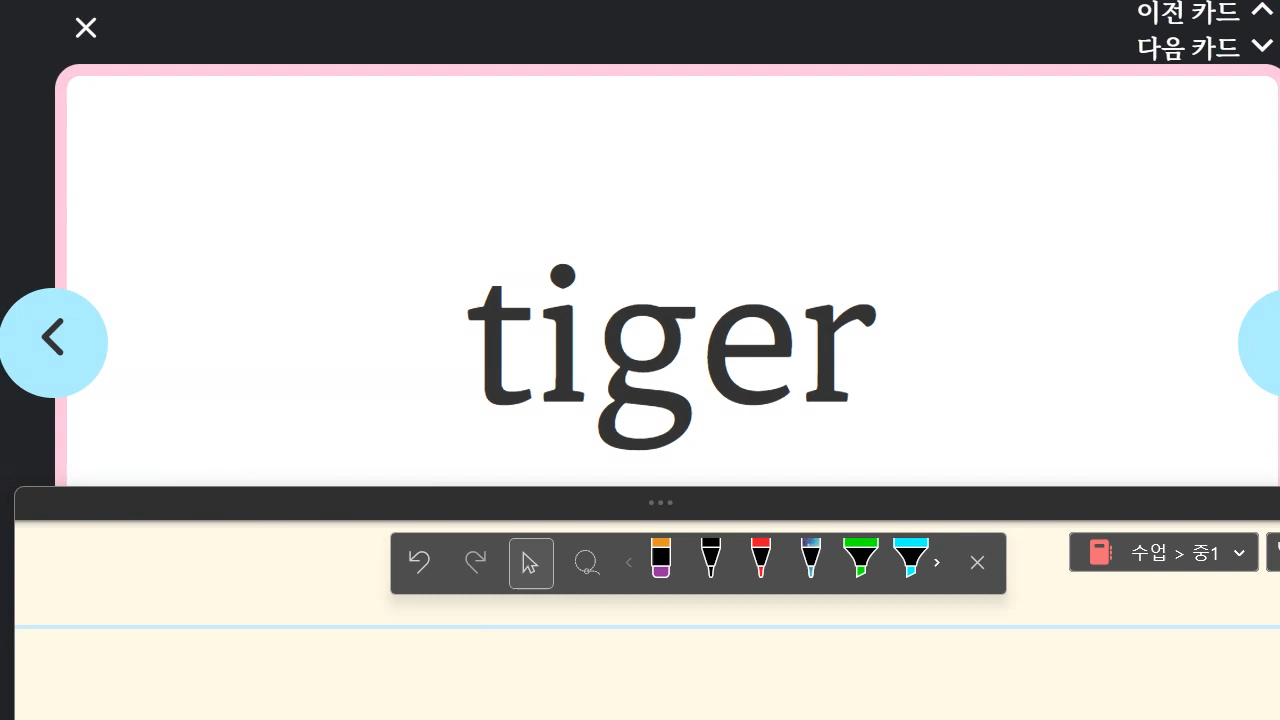 이전 카드
다음 카드
tiger
수업 > 중1